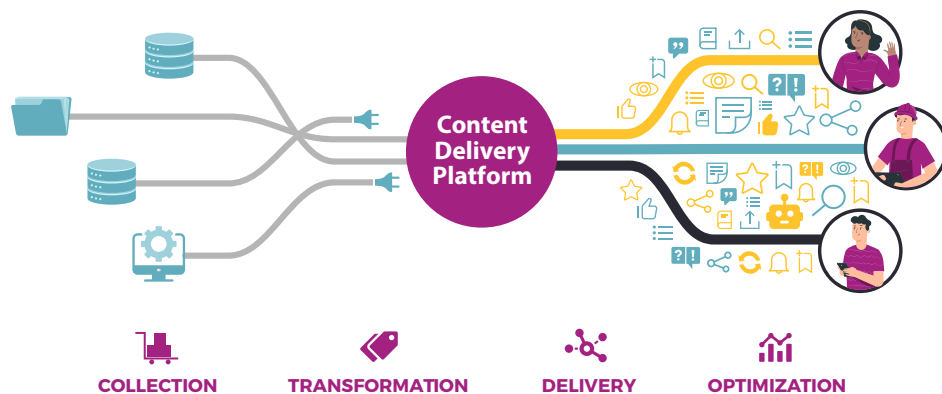 Content
Delivery
Platform
COLLECTION
TRANSFORMATION
DELIVERY
OPTIMIZATION